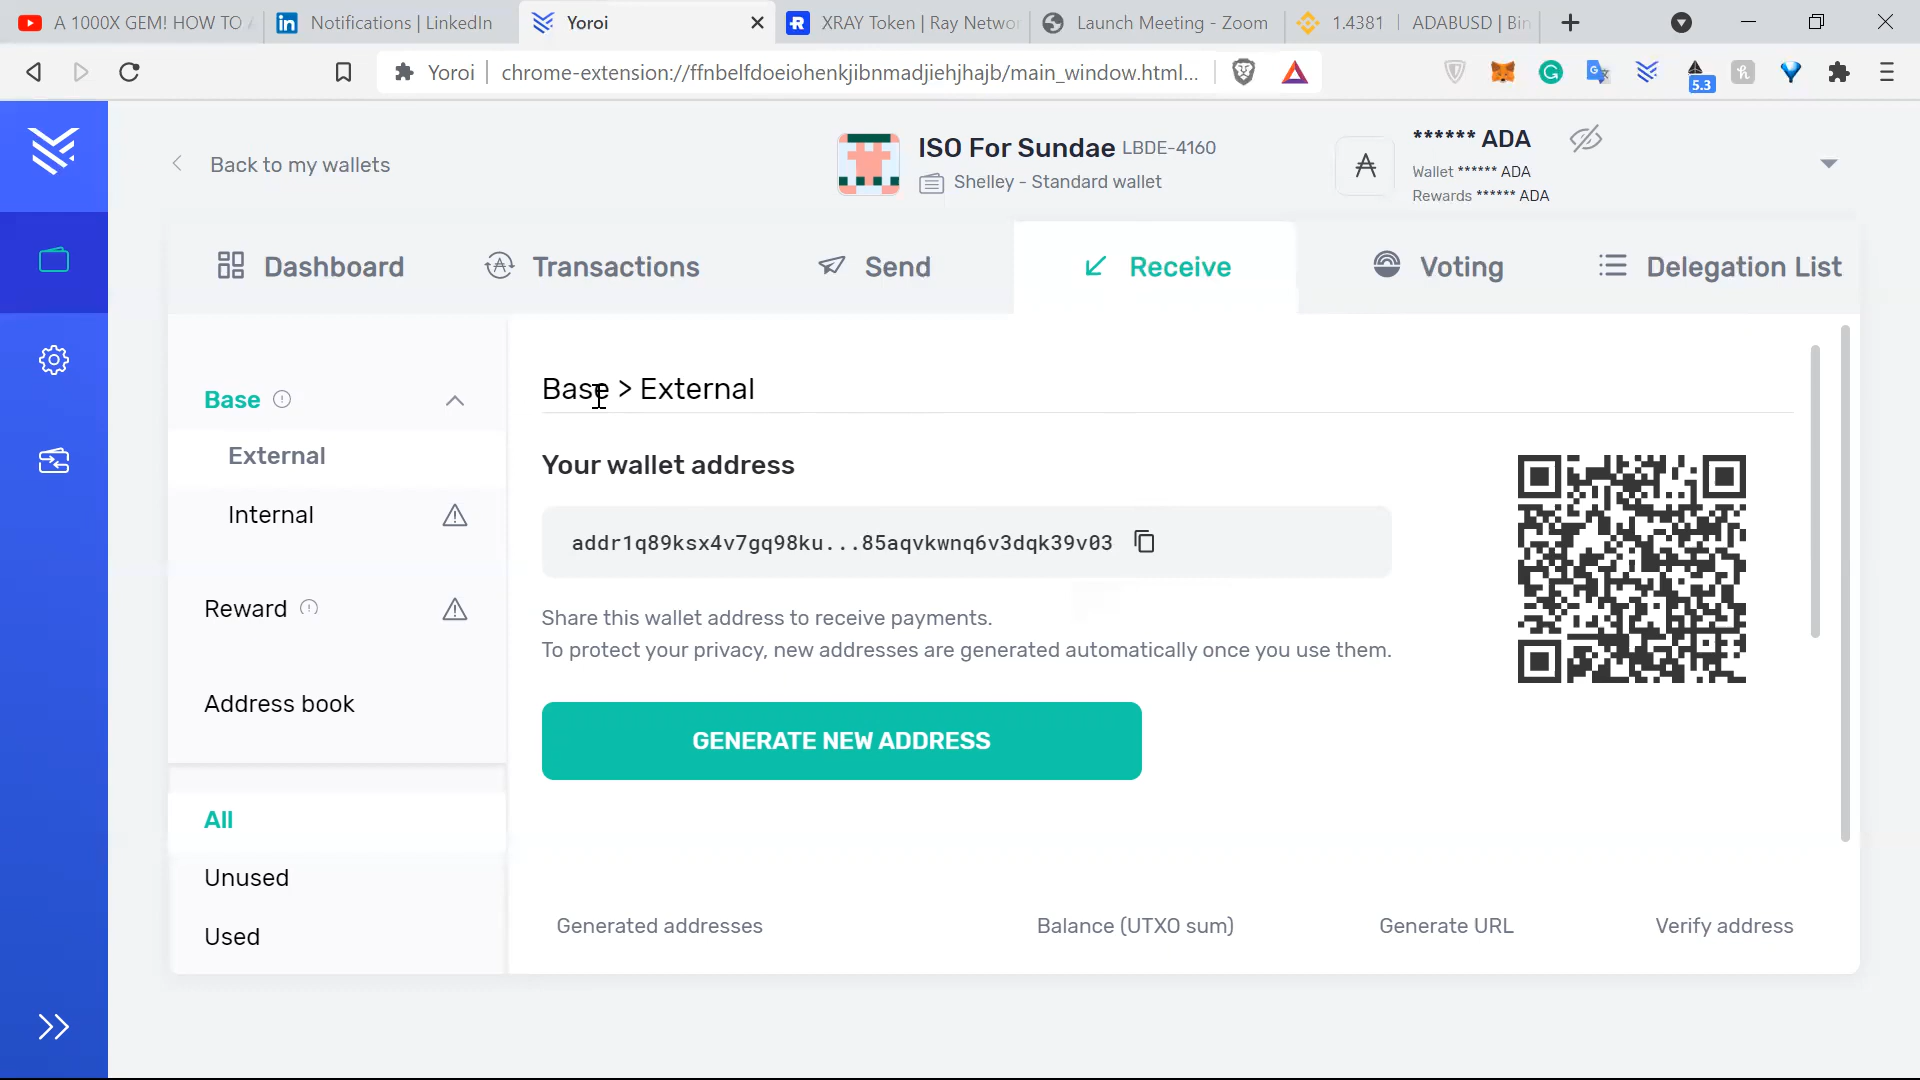 A 1000X GEM! HOW TO
Notifications | LinkedIn
Yoroi
XRAY Token | Ray Networ
Launch Meeting - Zoom
1.4381 | ADABUSD | Bin
Yoroi
chrome-extension://ffnbelfdoeiohenkjibnmadjiehjhajb/main_window.html...
5.3
Back to my wallets
ISO For Sundae LBDE-4160
Shelley - Standard wallet
****** ADA
Wallet ****** ADA
Rewards ****** ADA
Dashboard
Transactions
Send
Receive
Voting
Delegation List
Base
External
Internal
Reward
Address book
All
Unused
Used
Base > External
Your wallet address
addr1q89ksx4v7gq98ku...85aqvkwnq6v3dqk39v03
Share this wallet address to receive payments.
To protect your privacy, new addresses are generated automatically once you use them.
GENERATE NEW ADDRESS
Generated addresses
Balance (UTXO sum)
Generate URL
Verify address